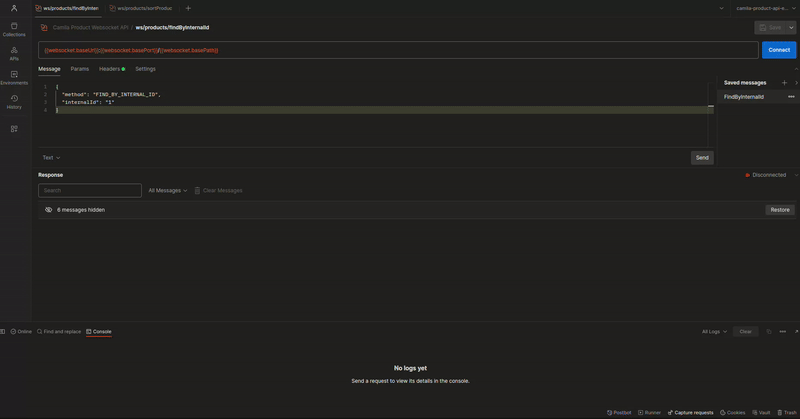 ws/products/findByInter
ws/products/sortProduc
camila-product-api-e...
Camila Product Websocket API / ws/products/findByInternalId
Save
{{websocket.baseUrl}}:{{websocket.basePort}}/{{websocket.basePath}}
Connect
Message Params Headers Settings
Saved messages
1 {
2 "method": "FIND_BY_INTERNAL_ID",
3 "internalId": "1"
4 }
FindByInternalId
Text
Send
Response
Disconnected
Search
All Messages
Clear Messages
6 messages hidden
Restore
Collections
APIs
Environments
History
Online Find and replace Console
All Logs
Clear
No logs yet
Send a request to view its details in the console.
Postbot Runner Capture requests Cookies Vault Trash